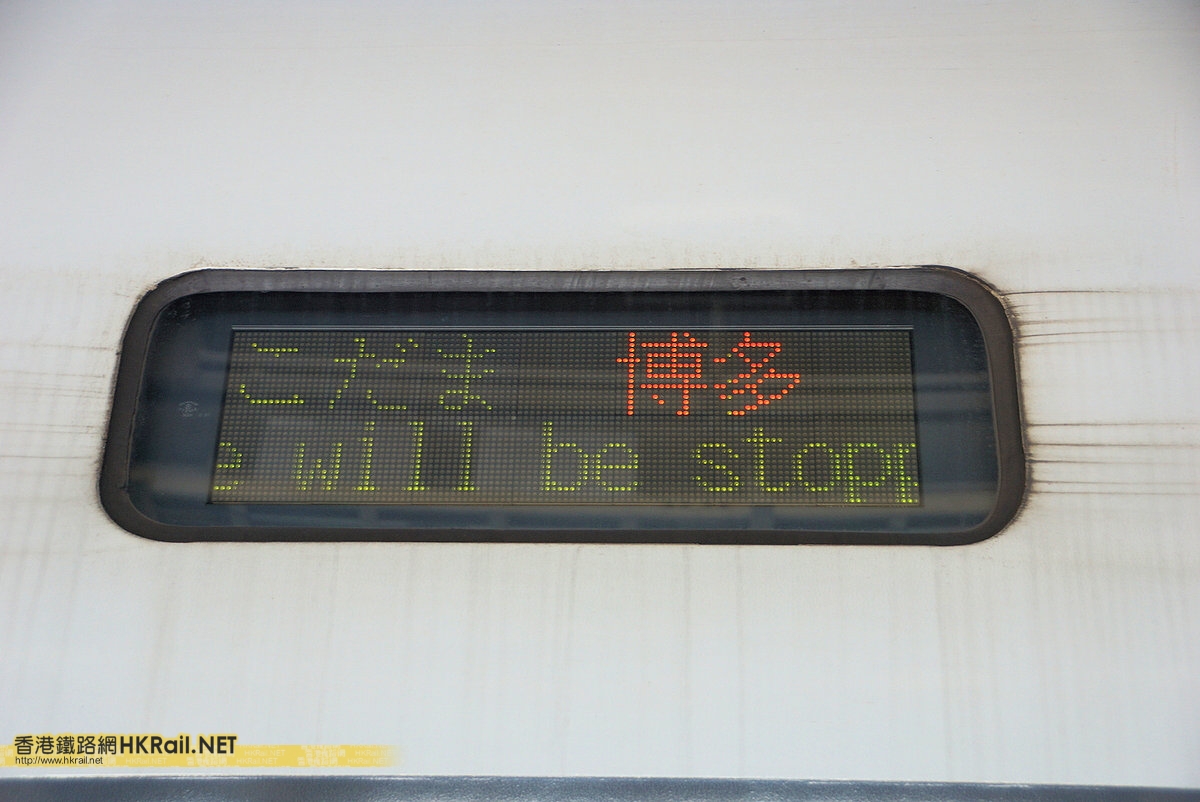 こだま 博多
e will be stopp
香港鐵路網HKRail.NET
http://www.hkrail.net